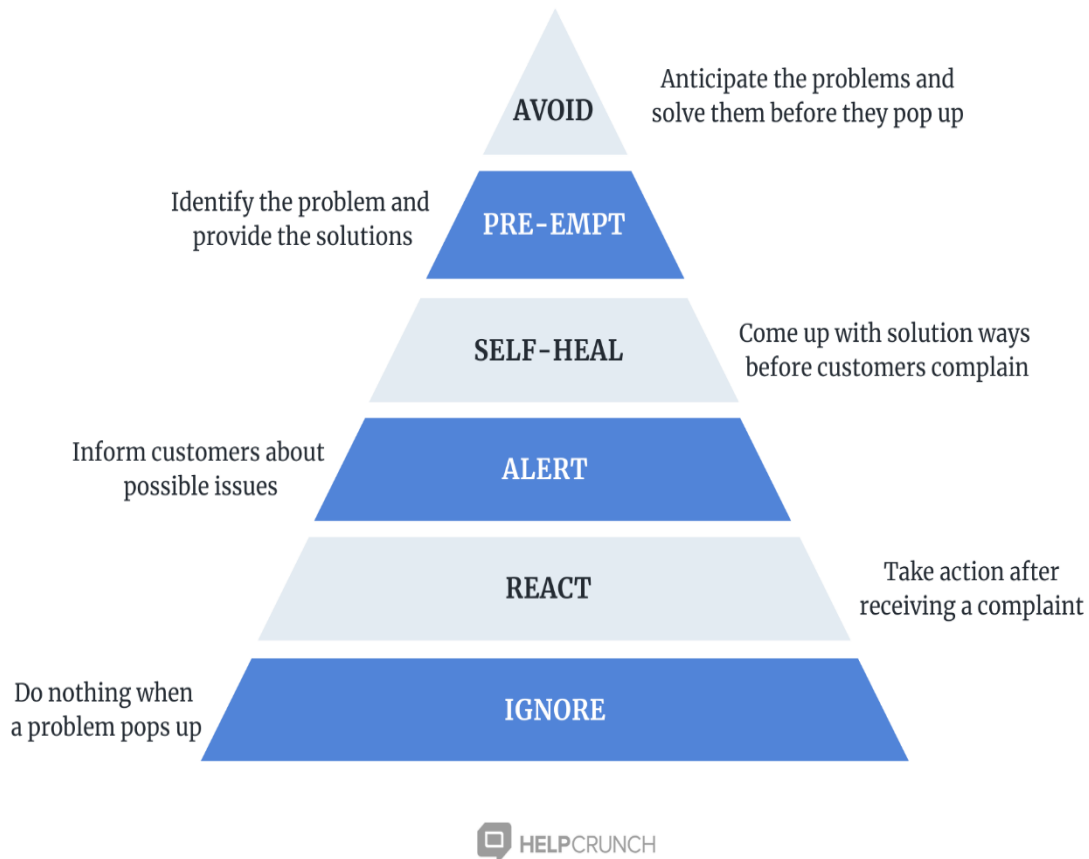 AVOID
Anticipate the problems and
solve them before they pop up
Identify the problem and
provide the solutions
PRE-EMPT
SELF-HEAL
Come up with solution ways
before customers complain
Inform customers about
possible issues
ALERT
REACT
Take action after
receiving a complaint
Do nothing when
a problem pops up
IGNORE
HELPCRUNCH